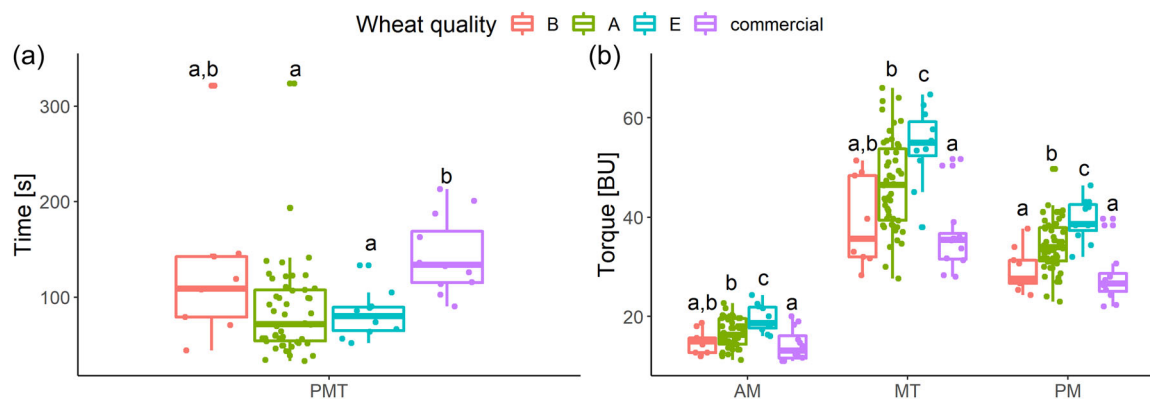 Wheat quality B A E commercial
(a) (b)
Time [s]
300
200
100
a,b a a b
PMT
Torque [BU]
60
40
20
a,b b c a
a,b b c a
a b c a
AM MT PM